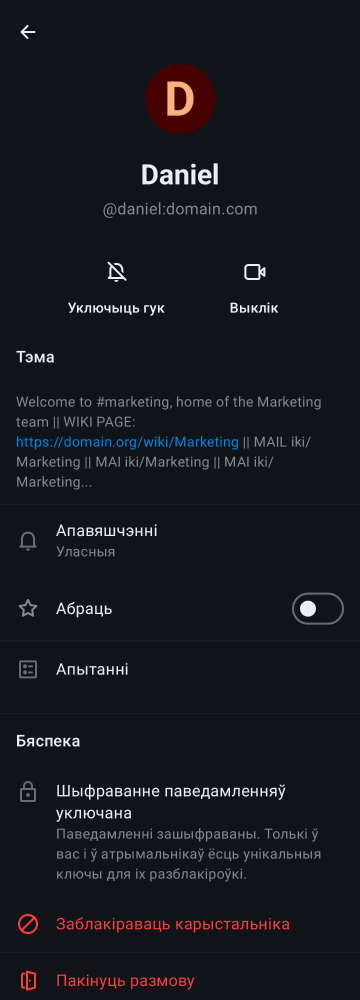 D
Daniel
@daniel:domain.com
Уключыць гук
Выклік
Тэма
Welcome to #marketing, home of the Marketing
team || WIKI PAGE:
https://domain.org/wiki/Marketing || MAIL iki/
Marketing || MAI iki/Marketing || MAI iki/
Marketing...
Апавяшчэнні
Уласныя
Абраць
Апытанні
Бяспека
Шыфраванне паведамленняў
уключана
Паведамленні зашыфраваны. Толькі ў
вас і ў атрымальнікаў ёсць унікальныя
ключы для іх разблакіроўкі.
Заблакіраваць карыстальніка
Пакінуць размову